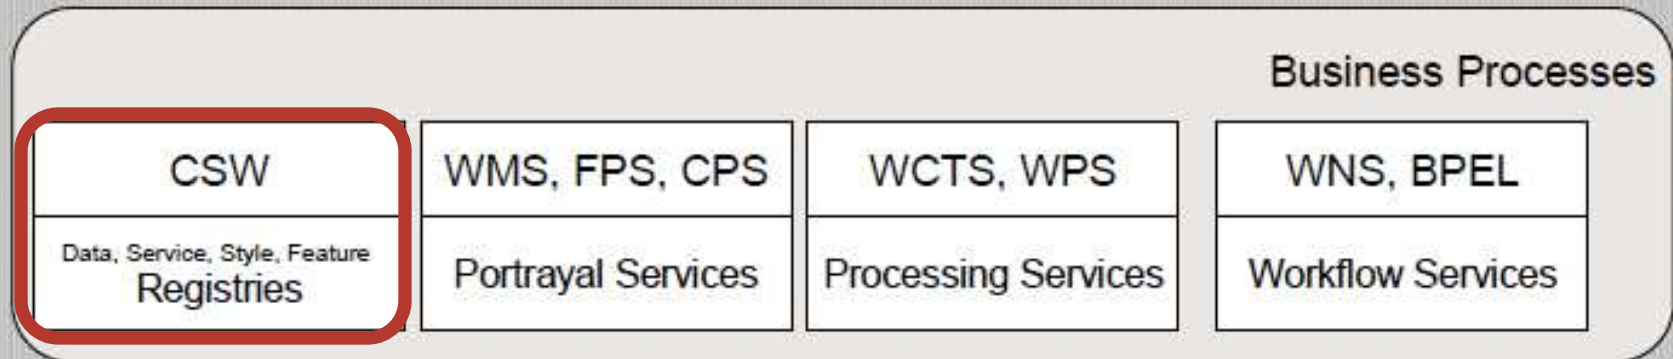 Business Processes
CSW
Data, Service, Style, Feature
Registries
WMS, FPS, CPS
Portrayal Services
WCTS, WPS
Processing Services
WNS, BPEL
Workflow Services